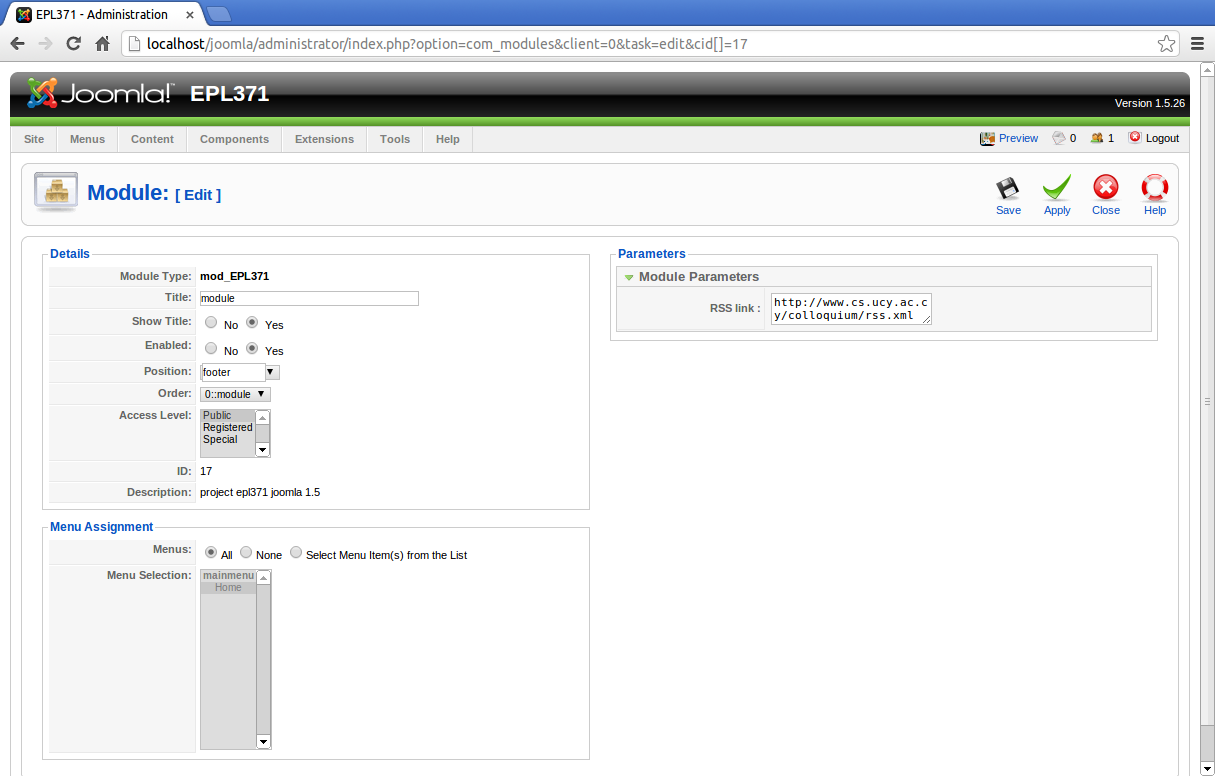 EPL371 - Administration
localhost/joomla/administrator/index.php?option=com_modules&client=0&task=edit&cid[]=17
Joomla!™ EPL371
Version 1.5.26
Site Menus Content Components Extensions Tools Help Preview 0 1 Logout
Module: [ Edit ]
Save Apply Close Help
Details
Module Type: mod_EPL371
Title: module
Show Title: No Yes
Enabled: No Yes
Position: footer
Order: 0::module
Access Level: Public
Registered
Special
ID: 17
Description: project epl371 joomla 1.5
Menu Assignment
Menus: All None Select Menu Item(s) from the List
Menu Selection: mainmenu
Home
Parameters
Module Parameters
RSS link : http://www.cs.ucy.ac.c
y/colloquium/rss.xml